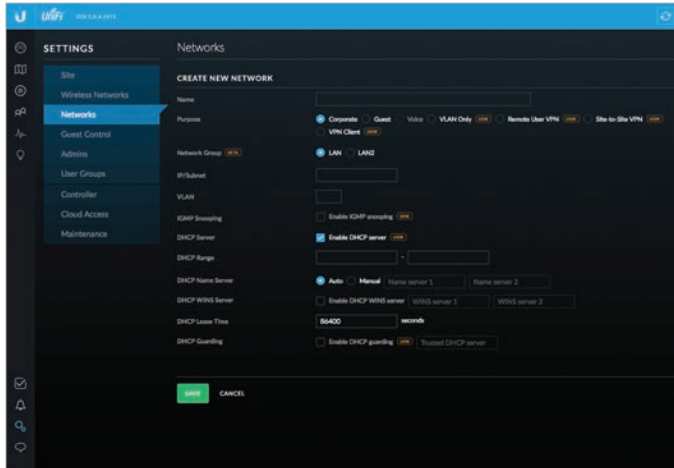 UniFi
SETTINGS
Site
Wireless Networks
Networks
Guest Control
Admins
User Groups
Controller
Cloud Access
Maintenance
Networks
CREATE NEW NETWORK
Name
Purpose Corporate Guest Voice VLAN Only Remote User VPN Site-to-Site VPN
VPN Client
Network Group BETA LAN LAN2
IP/Subnet
VLAN
IGMP Snooping Enable IGMP snooping
DHCP Server Enable DHCP server
DHCP Range -
DHCP Name Server Auto Manual Name server 1 Name server 2
DHCP WINS Server Enable DHCP WINS server WINS server 1 WINS server 2
DHCP Lease Time 86400 seconds
DHCP Guarding Enable DHCP guarding Trusted DHCP server
SAVE CANCEL